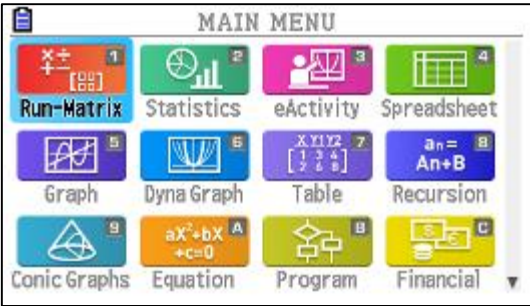 MAIN MENU
×÷ 1 2 3 4
+− [88]
Run-Matrix Statistics eActivity Spreadsheet
5 6 X Y1 Y2 7 an= 8
[1 3 4 An+B
2 6 8]
Graph Dyna Graph Table Recursion
9 aX²+bX A B $ C
+c=0 €
Conic Graphs Equation Program Financial